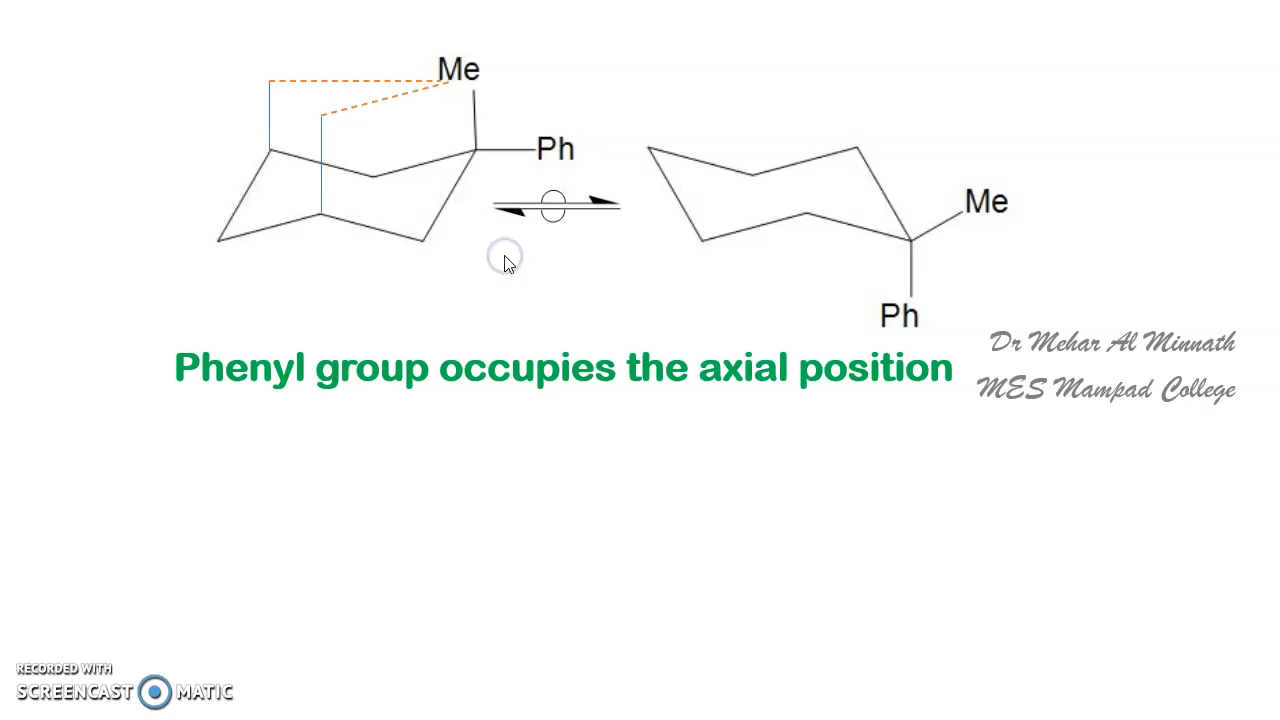 Me
Ph
Me
Ph
Phenyl group occupies the axial position
Dr Mehar Al Minnath
MES Mampad College
RECORDED WITH
SCREENCAST MATIC